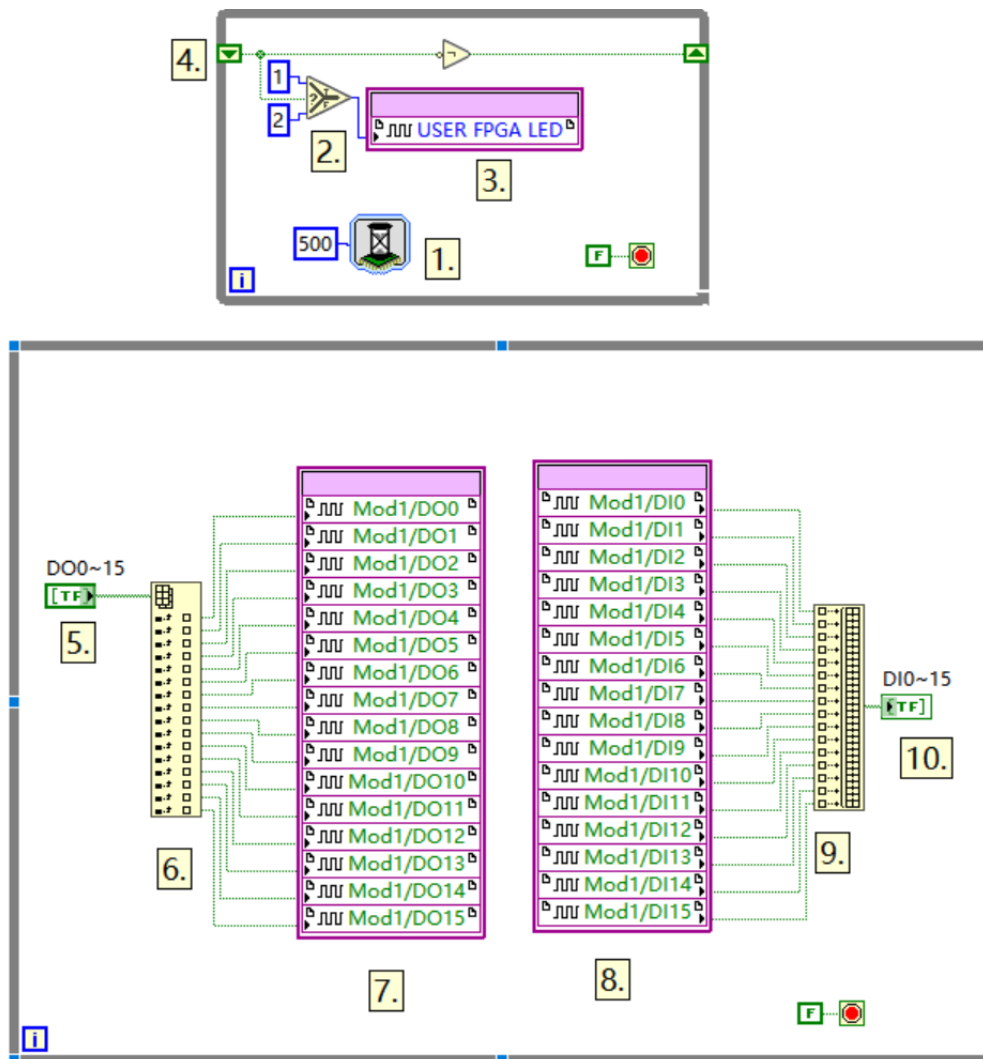 4.
1
?
T
F
2
2.
USER FPGA LED
3.
500
1.
F
i
DO0~15
TF
5.
6.
Mod1/DO0
Mod1/DO1
Mod1/DO2
Mod1/DO3
Mod1/DO4
Mod1/DO5
Mod1/DO6
Mod1/DO7
Mod1/DO8
Mod1/DO9
Mod1/DO10
Mod1/DO11
Mod1/DO12
Mod1/DO13
Mod1/DO14
Mod1/DO15
7.
Mod1/DI0
Mod1/DI1
Mod1/DI2
Mod1/DI3
Mod1/DI4
Mod1/DI5
Mod1/DI6
Mod1/DI7
Mod1/DI8
Mod1/DI9
Mod1/DI10
Mod1/DI11
Mod1/DI12
Mod1/DI13
Mod1/DI14
Mod1/DI15
8.
9.
DI0~15
TF
10.
F
i